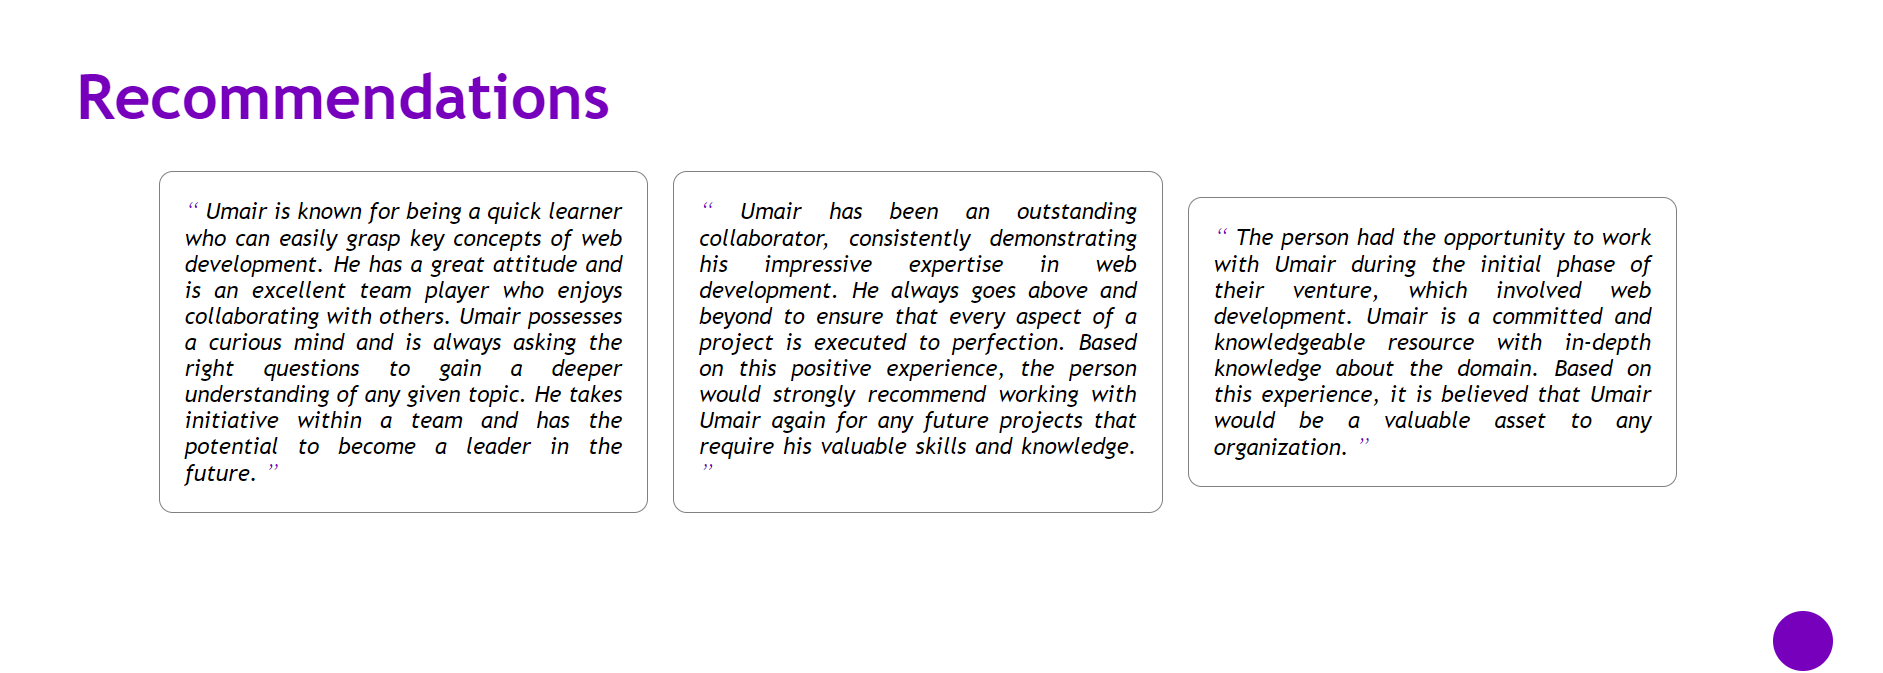 Recommendations
“ Umair is known for being a quick learner
who can easily grasp key concepts of web
development. He has a great attitude and
is an excellent team player who enjoys
collaborating with others. Umair possesses
a curious mind and is always asking the
right questions to gain a deeper
understanding of any given topic. He takes
initiative within a team and has the
potential to become a leader in the
future. ”
“ Umair has been an outstanding
collaborator, consistently demonstrating
his impressive expertise in web
development. He always goes above and
beyond to ensure that every aspect of a
project is executed to perfection. Based
on this positive experience, the person
would strongly recommend working with
Umair again for any future projects that
require his valuable skills and knowledge.
”
“ The person had the opportunity to work
with Umair during the initial phase of
their venture, which involved web
development. Umair is a committed and
knowledgeable resource with in-depth
knowledge about the domain. Based on
this experience, it is believed that Umair
would be a valuable asset to any
organization. ”